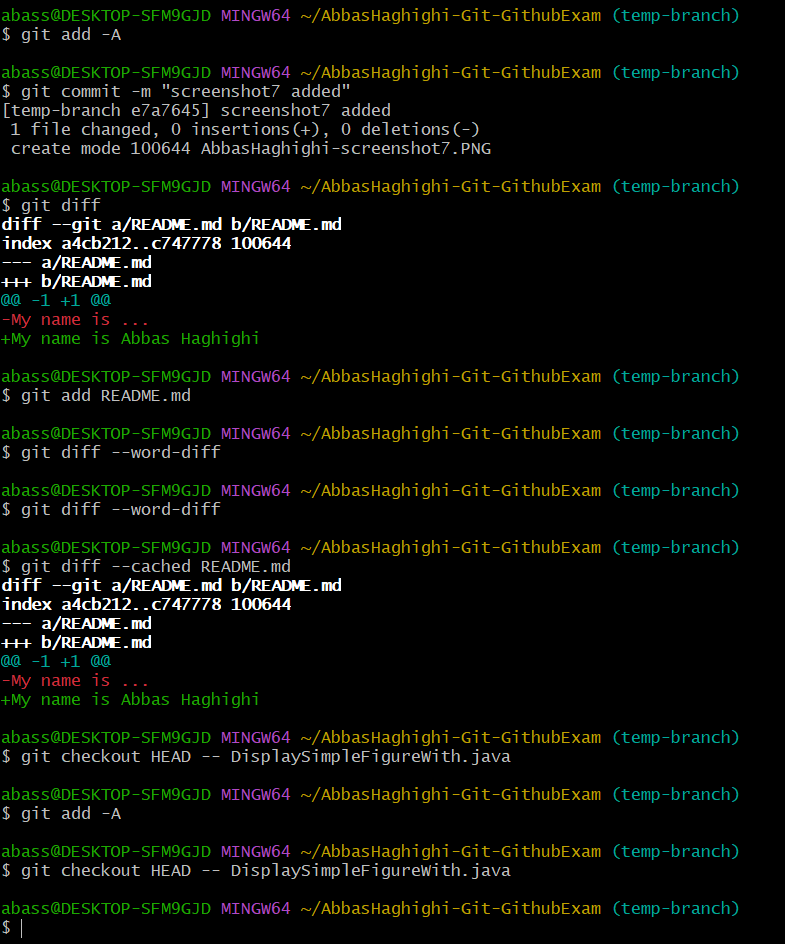 abass@DESKTOP-SFM9GJD MINGW64 ~/AbbasHaghighi-Git-GithubExam (temp-branch)
$ git add -A
abass@DESKTOP-SFM9GJD MINGW64 ~/AbbasHaghighi-Git-GithubExam (temp-branch)
$ git commit -m "screenshot7 added"
[temp-branch e7a7645] screenshot7 added
 1 file changed, 0 insertions(+), 0 deletions(-)
 create mode 100644 AbbasHaghighi-screenshot7.PNG
abass@DESKTOP-SFM9GJD MINGW64 ~/AbbasHaghighi-Git-GithubExam (temp-branch)
$ git diff
diff --git a/README.md b/README.md
index a4cb212..c747778 100644
--- a/README.md
+++ b/README.md
@@ -1 +1 @@
-My name is ...
+My name is Abbas Haghighi
abass@DESKTOP-SFM9GJD MINGW64 ~/AbbasHaghighi-Git-GithubExam (temp-branch)
$ git add README.md
abass@DESKTOP-SFM9GJD MINGW64 ~/AbbasHaghighi-Git-GithubExam (temp-branch)
$ git diff --word-diff
abass@DESKTOP-SFM9GJD MINGW64 ~/AbbasHaghighi-Git-GithubExam (temp-branch)
$ git diff --word-diff
abass@DESKTOP-SFM9GJD MINGW64 ~/AbbasHaghighi-Git-GithubExam (temp-branch)
$ git diff --cached README.md
diff --git a/README.md b/README.md
index a4cb212..c747778 100644
--- a/README.md
+++ b/README.md
@@ -1 +1 @@
-My name is ...
+My name is Abbas Haghighi
abass@DESKTOP-SFM9GJD MINGW64 ~/AbbasHaghighi-Git-GithubExam (temp-branch)
$ git checkout HEAD -- DisplaySimpleFigureWith.java
abass@DESKTOP-SFM9GJD MINGW64 ~/AbbasHaghighi-Git-GithubExam (temp-branch)
$ git add -A
abass@DESKTOP-SFM9GJD MINGW64 ~/AbbasHaghighi-Git-GithubExam (temp-branch)
$ git checkout HEAD -- DisplaySimpleFigureWith.java
abass@DESKTOP-SFM9GJD MINGW64 ~/AbbasHaghighi-Git-GithubExam (temp-branch)
$